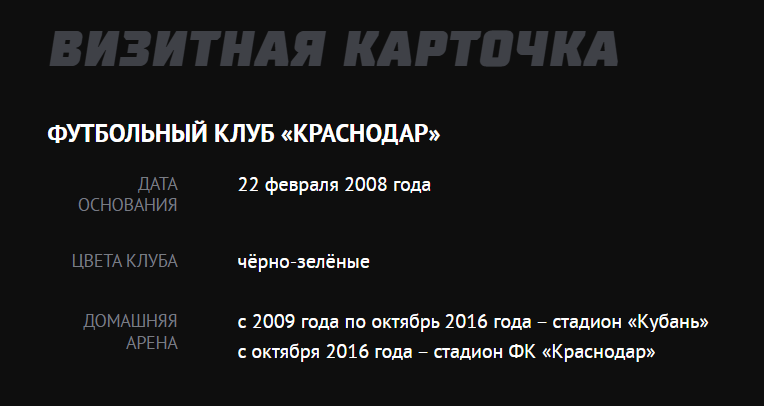 ВИЗИТНАЯ КАРТОЧКА
ФУТБОЛЬНЫЙ КЛУБ «КРАСНОДАР»
ДАТА
ОСНОВАНИЯ
22 февраля 2008 года
ЦВЕТА КЛУБА
чёрно-зелёные
ДОМАШНЯЯ
АРЕНА
с 2009 года по октябрь 2016 года – стадион «Кубань»
с октября 2016 года – стадион ФК «Краснодар»